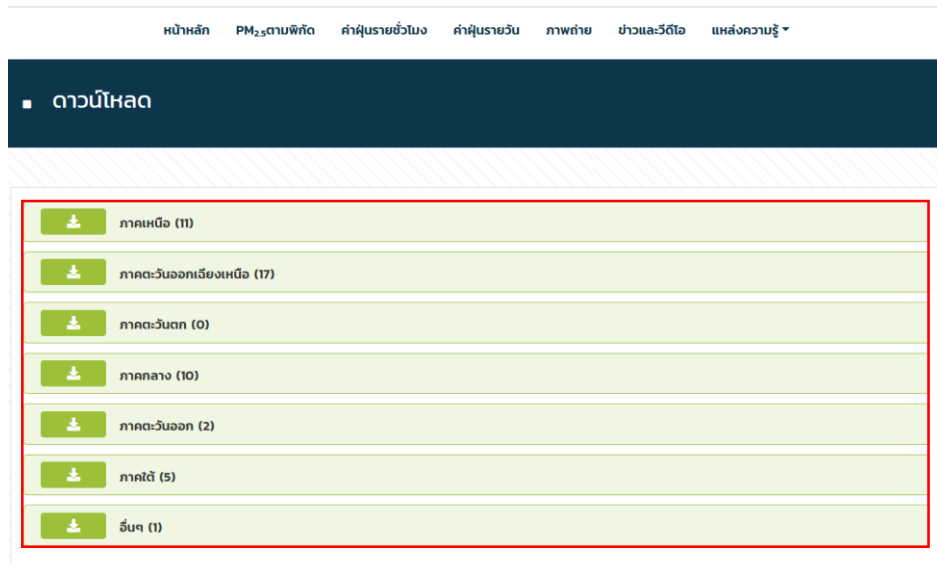 หน้าหลัก PM2.5ตามพิกัด ค่าฝุ่นรายชั่วโมง ค่าฝุ่นรายวัน ภาพถ่าย ข่าวและวีดีโอ แหล่งความรู้
ดาวน์โหลด
ภาคเหนือ (11)
ภาคตะวันออกเฉียงเหนือ (17)
ภาคตะวันตก (0)
ภาคกลาง (10)
ภาคตะวันออก (2)
ภาคใต้ (5)
อื่นๆ (1)